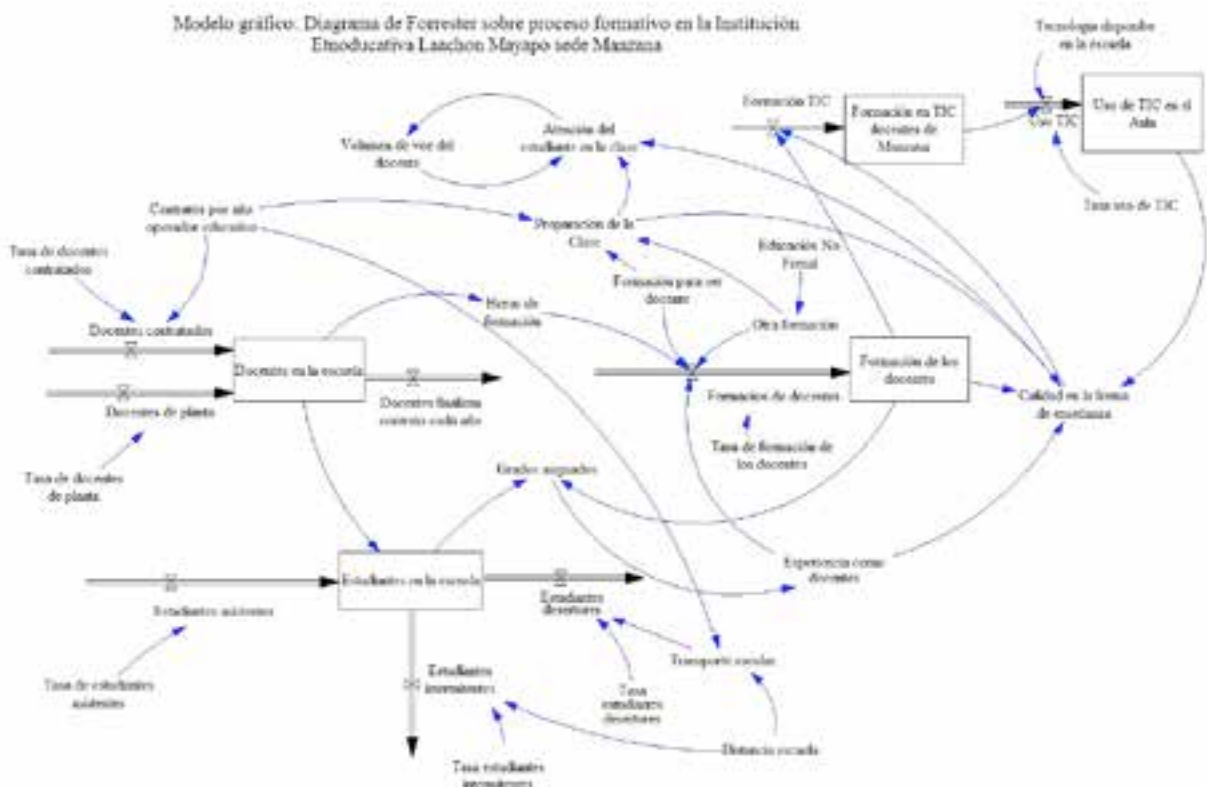 Modelo gráfico: Diagrama de Forrester sobre proceso formativo en la Institución
Etnoeducativa Laachon Mayapo sede Manzana
Tecnología disponible
en la escuela
Formación TIC
Formación en TIC
docentes de
Manzana
Uso TIC
Uso de TIC en el
Aula
Tasa uso de TIC
Volumen de voz del
docente
Atención del
estudiante en la clase
Contratos por año
operador educativo
Preparación de la
Clase
Educación No
Formal
Tasa de docentes
contratados
Formación para ser
docente
Otra formación
Horas de
formación
Docentes contratados
Docentes en la escuela
Docentes de planta
Docentes finalizan
contrato cada año
Formación de docentes
Formación de los
docentes
Calidad en la forma
de enseñanza
Tasa de formación de
los docentes
Tasa de docentes
de planta
Grados asignados
Experiencia como
docentes
Estudiantes en la escuela
Estudiantes asistentes
Estudiantes
desertores
Transporte escolar
Tasa de estudiantes
asistentes
Estudiantes
intermitentes
Tasa
estudiantes
desertores
Distancia escuela
Tasa estudiantes
intermitentes